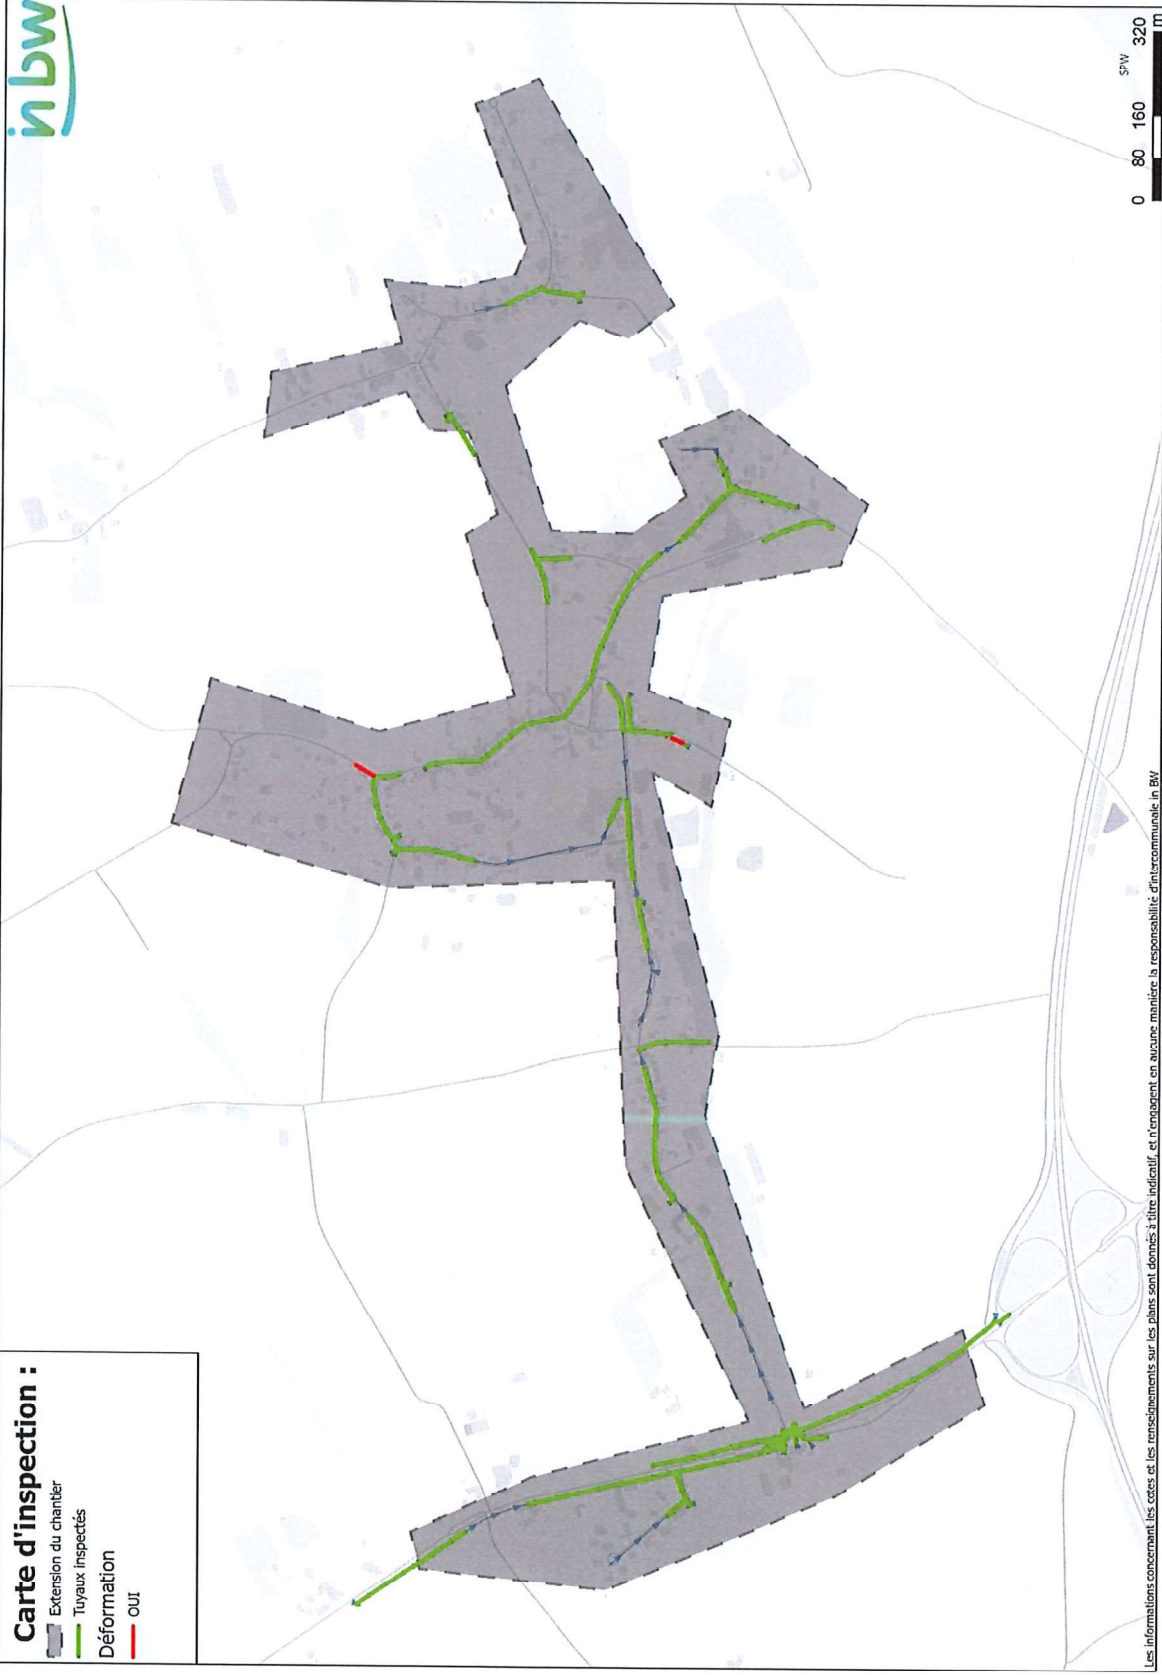 in bw
Carte d'inspection :
Extension du chantier
Tuyaux inspectés
Déformation
OUI
SPW
0 80 160 320
m
Les informations concernant les cotes et les renseignements sur les plans sont donnés à titre indicatif, et n'engagent en aucune manière la responsabilité d'intercommunale in BW